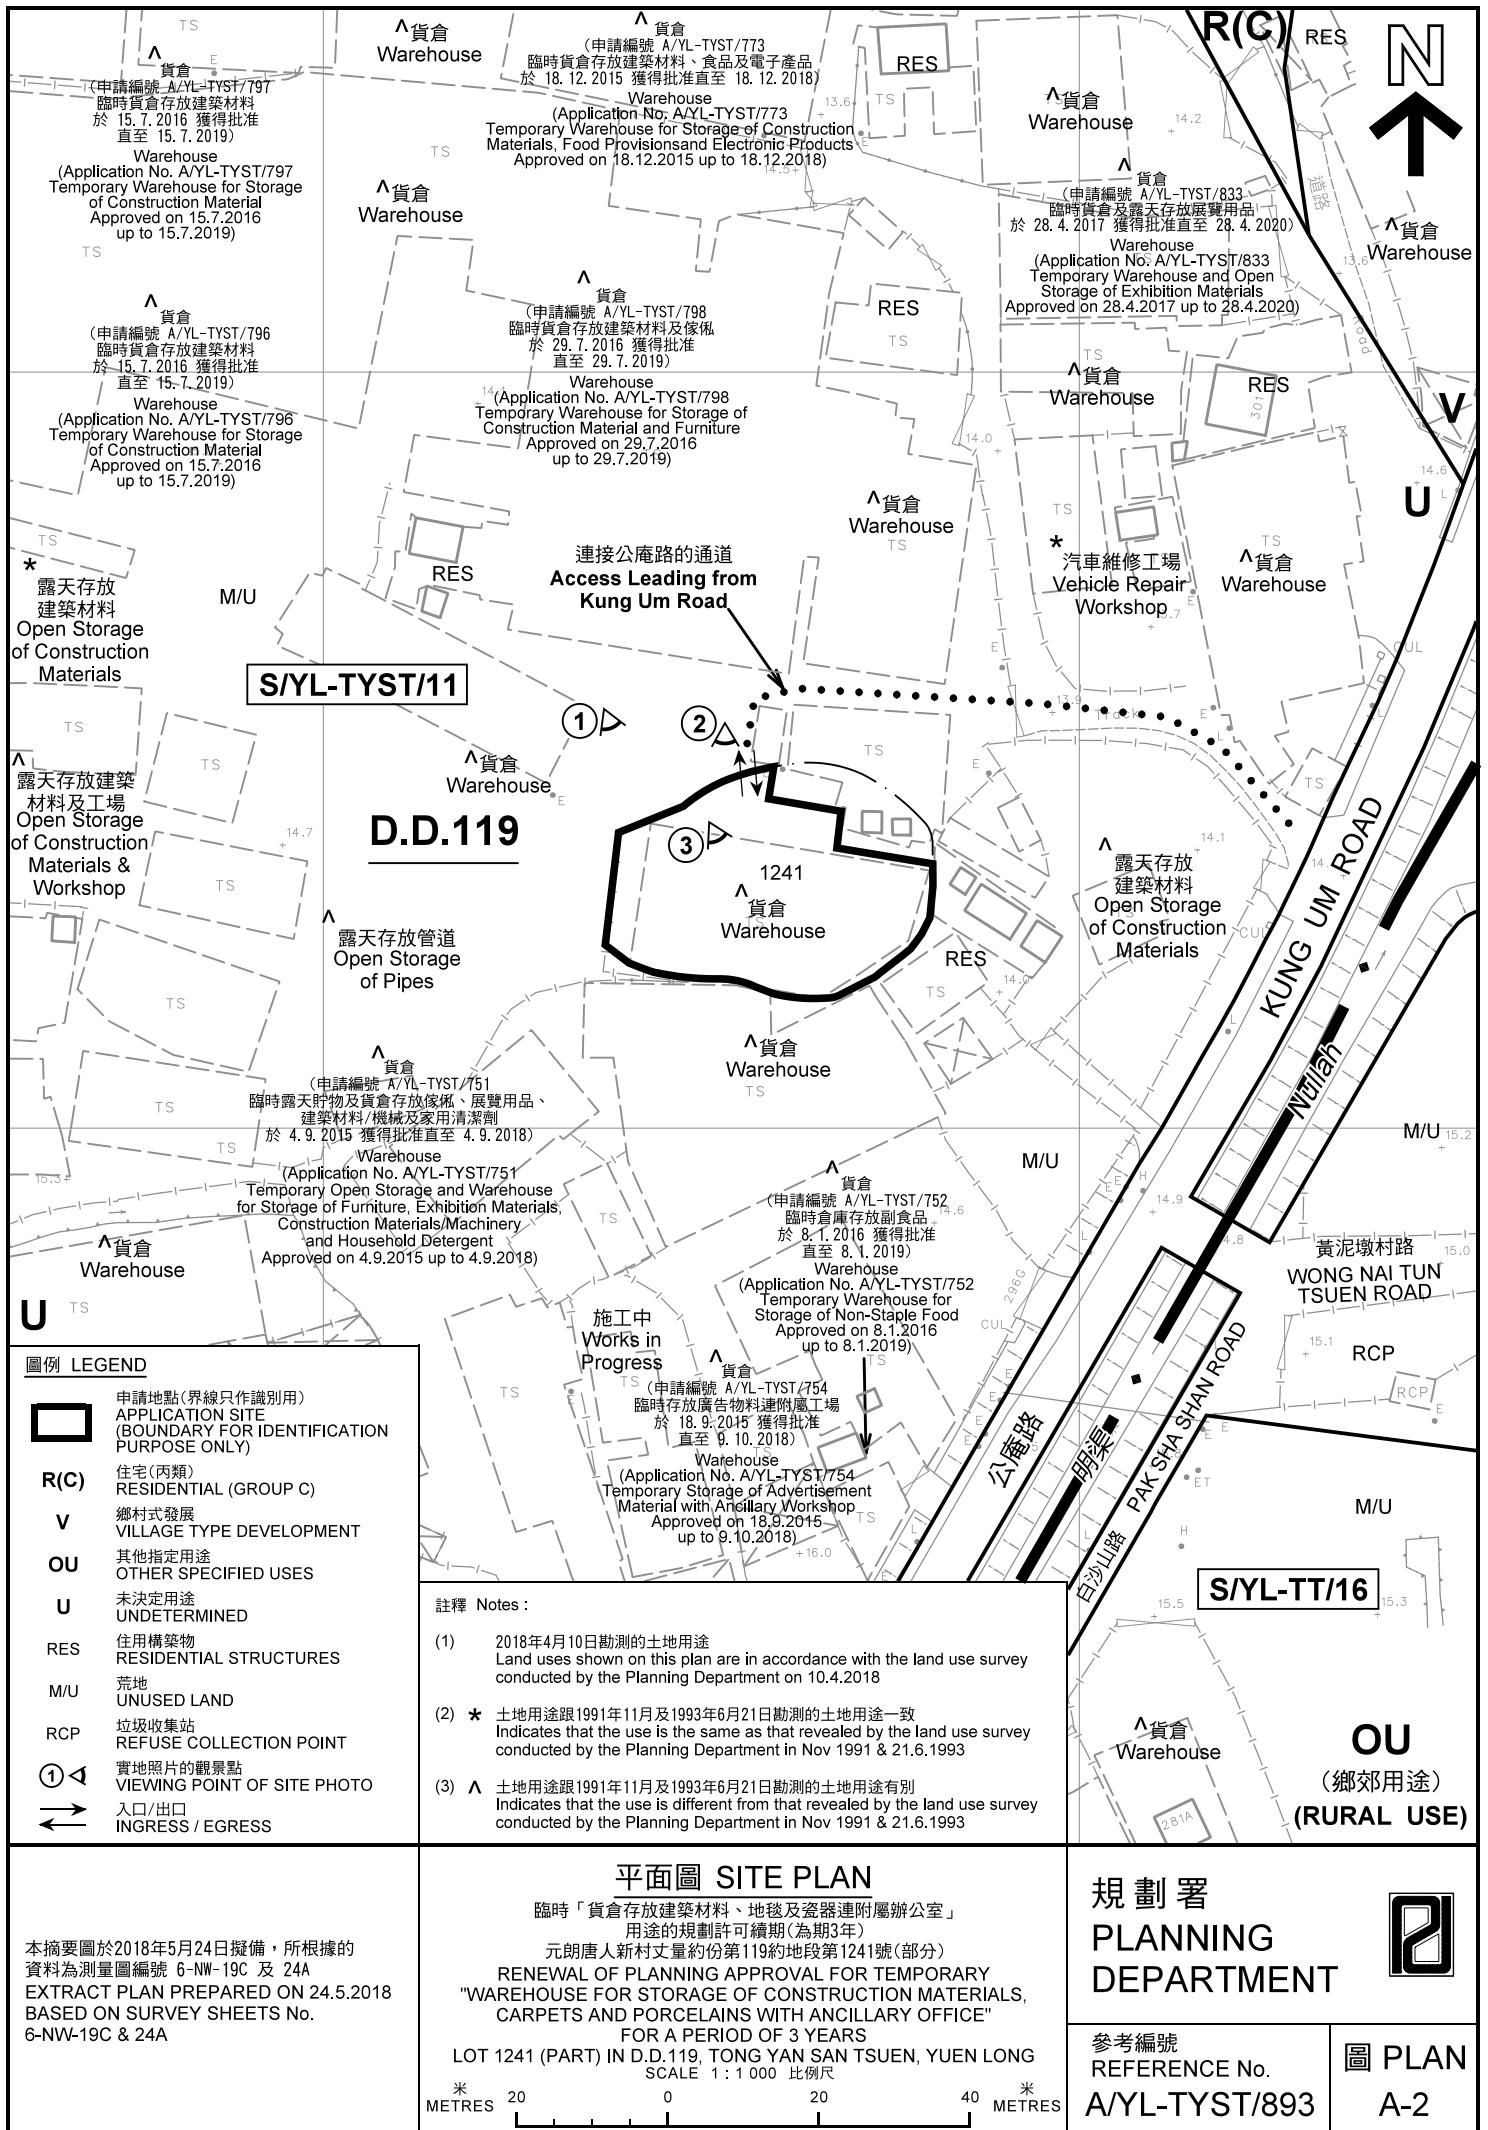 ^貨倉
(申請編號 A/YL-TYST/797
臨時貨倉存放建築材料
於 15.7.2016 獲得批准
直至 15.7.2019)
Warehouse
(Application No. A/YL-TYST/797
Temporary Warehouse for Storage
of Construction Material
Approved on 15.7.2016
up to 15.7.2019)
^貨倉
Warehouse
^貨倉
(申請編號 A/YL-TYST/773
臨時貨倉存放建築材料、食品及電子產品
於 18.12.2015 獲得批准直至 18.12.2018)
Warehouse
(Application No. A/YL-TYST/773
Temporary Warehouse for Storage of Construction
Materials, Food Provisionsand Electronic Products
Approved on 18.12.2015 up to 18.12.2018)
RES
R(C)
RES
N
^貨倉
Warehouse
^貨倉
(申請編號 A/YL-TYST/833
臨時貨倉及露天存放展覽用品
於 28.4.2017 獲得批准直至 28.4.2020)
Warehouse
(Application No. A/YL-TYST/833
Temporary Warehouse and Open
Storage of Exhibition Materials
Approved on 28.4.2017 up to 28.4.2020)
道路
Road
^貨倉
Warehouse
^貨倉
Warehouse
^貨倉
(申請編號 A/YL-TYST/796
臨時貨倉存放建築材料
於 15.7.2016 獲得批准
直至 15.7.2019)
Warehouse
(Application No. A/YL-TYST/796
Temporary Warehouse for Storage
of Construction Material
Approved on 15.7.2016
up to 15.7.2019)
^貨倉
(申請編號 A/YL-TYST/798
臨時貨倉存放建築材料及傢俬
於 29.7.2016 獲得批准
直至 29.7.2019)
Warehouse
(Application No. A/YL-TYST/798
Temporary Warehouse for Storage of
Construction Material and Furniture
Approved on 29.7.2016
up to 29.7.2019)
RES
^貨倉
Warehouse
RES
V
U
^貨倉
Warehouse
*
汽車維修工場
Vehicle Repair
Workshop
^貨倉
Warehouse
*
露天存放
建築材料
Open Storage
of Construction
Materials
M/U
RES
連接公庵路的通道
Access Leading from
Kung Um Road
S/YL-TYST/11
1
2
3
Track
^
露天存放建築
材料及工場
Open Storage
of Construction
Materials &
Workshop
^貨倉
Warehouse
D.D.119
1241
^貨倉
Warehouse
^
露天存放
建築材料
Open Storage
of Construction
Materials
KUNG UM ROAD
^
露天存放管道
Open Storage
of Pipes
RES
^貨倉
Warehouse
Nullah
^貨倉
(申請編號 A/YL-TYST/751
臨時露天貯物及貨倉存放傢俬、展覽用品、
建築材料/機械及家用清潔劑
於 4.9.2015 獲得批准直至 4.9.2018)
Warehouse
(Application No. A/YL-TYST/751
Temporary Open Storage and Warehouse
for Storage of Furniture, Exhibition Materials,
Construction Materials/Machinery
and Household Detergent
Approved on 4.9.2015 up to 4.9.2018)
M/U
M/U
^貨倉
(申請編號 A/YL-TYST/752
臨時倉庫存放副食品
於 8.1.2016 獲得批准
直至 8.1.2019)
Warehouse
(Application No. A/YL-TYST/752
Temporary Warehouse for
Storage of Non-Staple Food
Approved on 8.1.2016
up to 8.1.2019)
^貨倉
Warehouse
U
黃泥墩村路
WONG NAI TUN
TSUEN ROAD
施工中
Works in
Progress
RCP
RCP
^貨倉
(申請編號 A/YL-TYST/754
臨時存放廣告物料連附屬工場
於 18.9.2015 獲得批准
直至 9.10.2018)
Warehouse
(Application No. A/YL-TYST/754
Temporary Storage of Advertisement
Material with Ancillary Workshop
Approved on 18.9.2015
up to 9.10.2018)
公庵路
明渠
白沙山路 PAK SHA SHAN ROAD
M/U
S/YL-TT/16
^貨倉
Warehouse
OU
(鄉郊用途)
(RURAL USE)
281A
圖例 LEGEND
申請地點(界線只作識別用)
APPLICATION SITE
(BOUNDARY FOR IDENTIFICATION
PURPOSE ONLY)
R(C) 住宅(丙類)
RESIDENTIAL (GROUP C)
V 鄉村式發展
VILLAGE TYPE DEVELOPMENT
OU 其他指定用途
OTHER SPECIFIED USES
U 未決定用途
UNDETERMINED
RES 住用構築物
RESIDENTIAL STRUCTURES
M/U 荒地
UNUSED LAND
RCP 垃圾收集站
REFUSE COLLECTION POINT
1 實地照片的觀景點
VIEWING POINT OF SITE PHOTO
入口/出口
INGRESS / EGRESS
註釋 Notes :
(1) 2018年4月10日勘測的土地用途
Land uses shown on this plan are in accordance with the land use survey
conducted by the Planning Department on 10.4.2018
(2) * 土地用途跟1991年11月及1993年6月21日勘測的土地用途一致
Indicates that the use is the same as that revealed by the land use survey
conducted by the Planning Department in Nov 1991 & 21.6.1993
(3) ^ 土地用途跟1991年11月及1993年6月21日勘測的土地用途有別
Indicates that the use is different from that revealed by the land use survey
conducted by the Planning Department in Nov 1991 & 21.6.1993
本摘要圖於2018年5月24日擬備，所根據的
資料為測量圖編號 6-NW-19C 及 24A
EXTRACT PLAN PREPARED ON 24.5.2018
BASED ON SURVEY SHEETS No.
6-NW-19C & 24A
平面圖 SITE PLAN
臨時「貨倉存放建築材料、地毯及瓷器連附屬辦公室」
用途的規劃許可續期(為期3年)
元朗唐人新村丈量約份第119約地段第1241號(部分)
RENEWAL OF PLANNING APPROVAL FOR TEMPORARY
"WAREHOUSE FOR STORAGE OF CONSTRUCTION MATERIALS,
CARPETS AND PORCELAINS WITH ANCILLARY OFFICE"
FOR A PERIOD OF 3 YEARS
LOT 1241 (PART) IN D.D.119, TONG YAN SAN TSUEN, YUEN LONG
SCALE 1 : 1 000 比例尺
米
METRES 20 0 20 40 米
METRES
規劃署
PLANNING
DEPARTMENT
參考編號
REFERENCE No.
A/YL-TYST/893
圖 PLAN
A-2